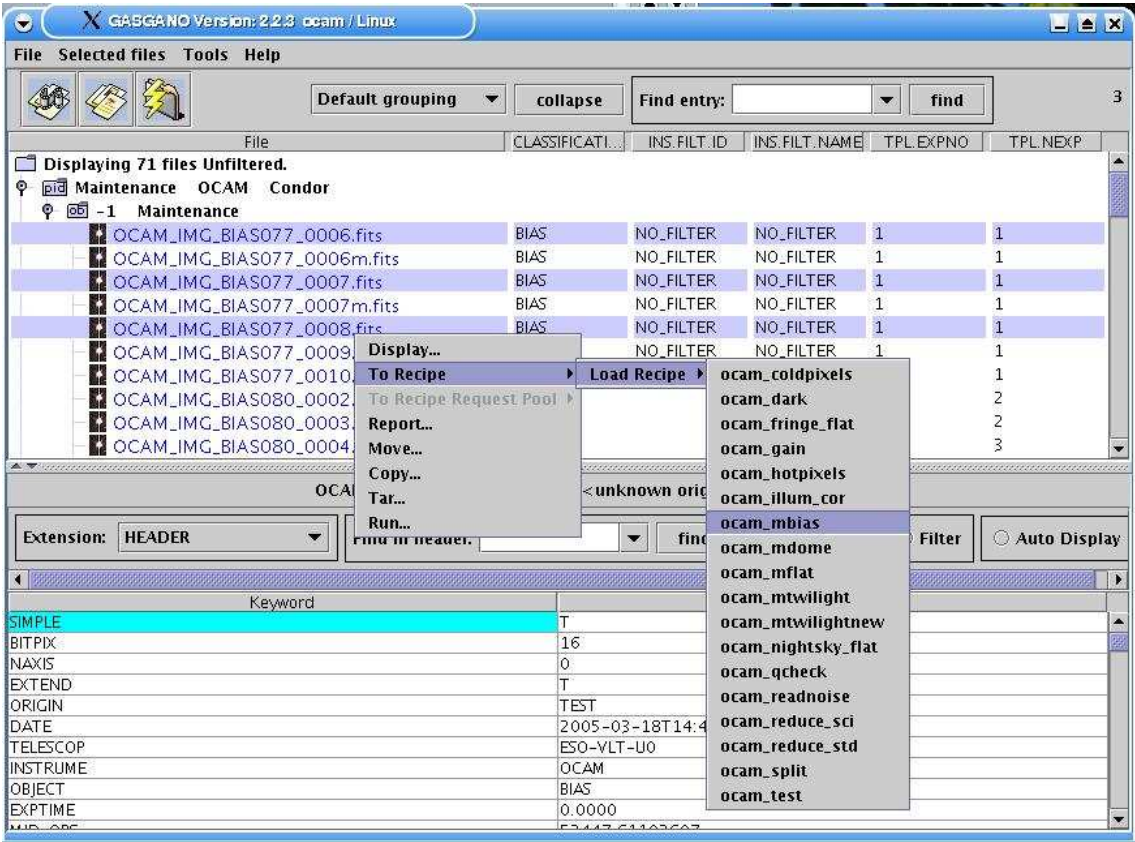 GASGANO Version: 2.2.3 ocam / Linux
File Selected files Tools Help
Default grouping collapse Find entry: find 3
File CLASSIFICATI... INS.FILT.ID INS.FILT.NAME TPL.EXPNO TPL.NEXP
Displaying 71 files Unfiltered.
pid Maintenance OCAM Condor
ob -1 Maintenance
OCAM_IMG_BIAS077_0006.fits BIAS NO_FILTER NO_FILTER 1 1
OCAM_IMG_BIAS077_0006m.fits BIAS NO_FILTER NO_FILTER 1 1
OCAM_IMG_BIAS077_0007.fits BIAS NO_FILTER NO_FILTER 1 1
OCAM_IMG_BIAS077_0007m.fits BIAS NO_FILTER NO_FILTER 1 1
OCAM_IMG_BIAS077_0008.fits BIAS NO_FILTER NO_FILTER 1 1
OCAM_IMG_BIAS077_0009. NO_FILTER NO_FILTER 1 1
OCAM_IMG_BIAS077_0010. 1
OCAM_IMG_BIAS080_0002. 2
OCAM_IMG_BIAS080_0003. 2
OCAM_IMG_BIAS080_0004. 3
Display...
To Recipe
To Recipe Request Pool
Report...
Move...
Copy...
Tar...
Run...
Load Recipe
ocam_coldpixels
ocam_dark
ocam_fringe_flat
ocam_gain
ocam_hotpixels
ocam_illum_cor
ocam_mbias
ocam_mdome
ocam_mflat
ocam_mtwilight
ocam_mtwilightnew
ocam_nightsky_flat
ocam_qcheck
ocam_readnoise
ocam_reduce_sci
ocam_reduce_std
ocam_split
ocam_test
<unknown
Extension: HEADER Find in header: Filter Auto Display
Keyword
SIMPLE T
BITPIX 16
NAXIS 0
EXTEND T
ORIGIN TEST
DATE 2005-03-18T14:4
TELESCOP ESO-VLT-U0
INSTRUME OCAM
OBJECT BIAS
EXPTIME 0.0000